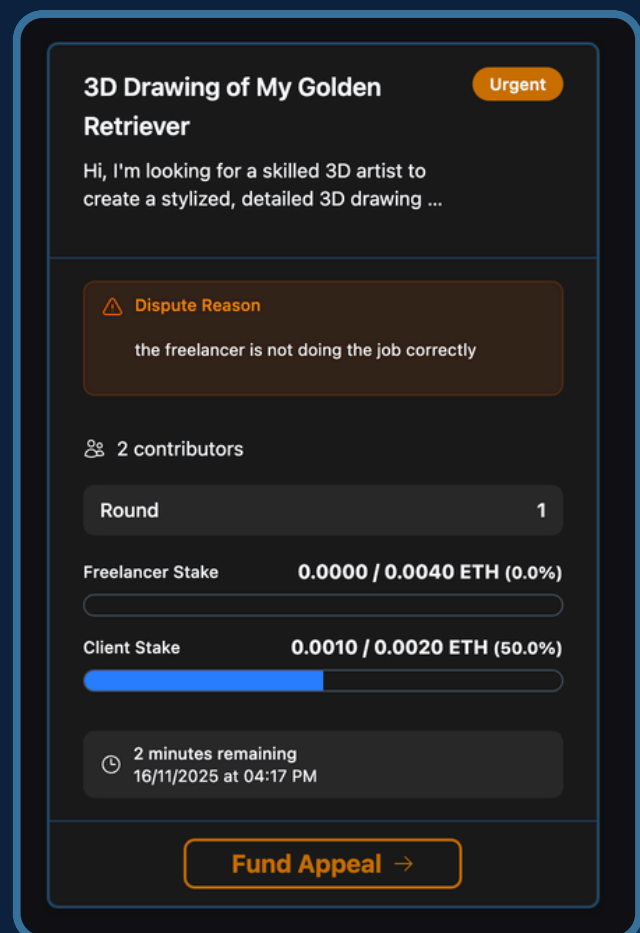 3D Drawing of My Golden
Retriever
Urgent
Hi, I'm looking for a skilled 3D artist to
create a stylized, detailed 3D drawing ...
Dispute Reason
the freelancer is not doing the job correctly
2 contributors
Round 1
Freelancer Stake 0.0000 / 0.0040 ETH (0.0%)
Client Stake 0.0010 / 0.0020 ETH (50.0%)
2 minutes remaining
16/11/2025 at 04:17 PM
Fund Appeal →